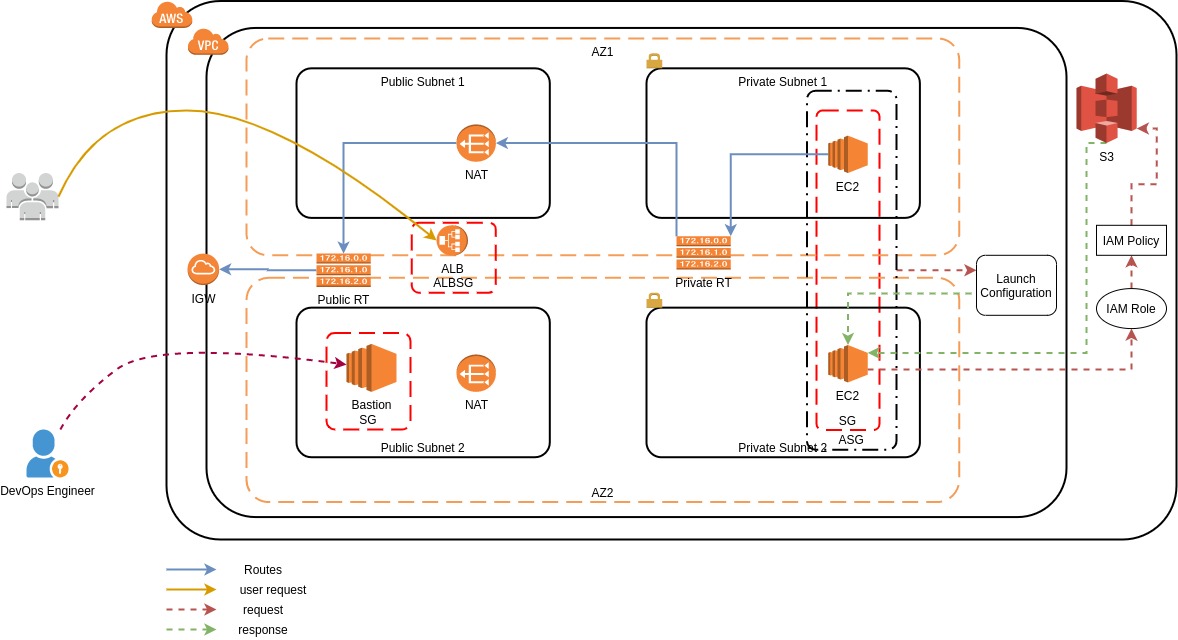 AWS
VPC
AZ1
Public Subnet 1
Private Subnet 1
NAT
EC2
S3
172.16.0.0
172.16.1.0
172.16.2.0
Public RT
ALB
ALBSG
172.16.0.0
172.16.1.0
172.16.2.0
Private RT
IGW
IAM Policy
Launch
Configuration
IAM Role
Bastion
SG
NAT
EC2
SG
ASG
Public Subnet 2
Private Subnet 2
AZ2
DevOps Engineer
Routes
user request
request
response